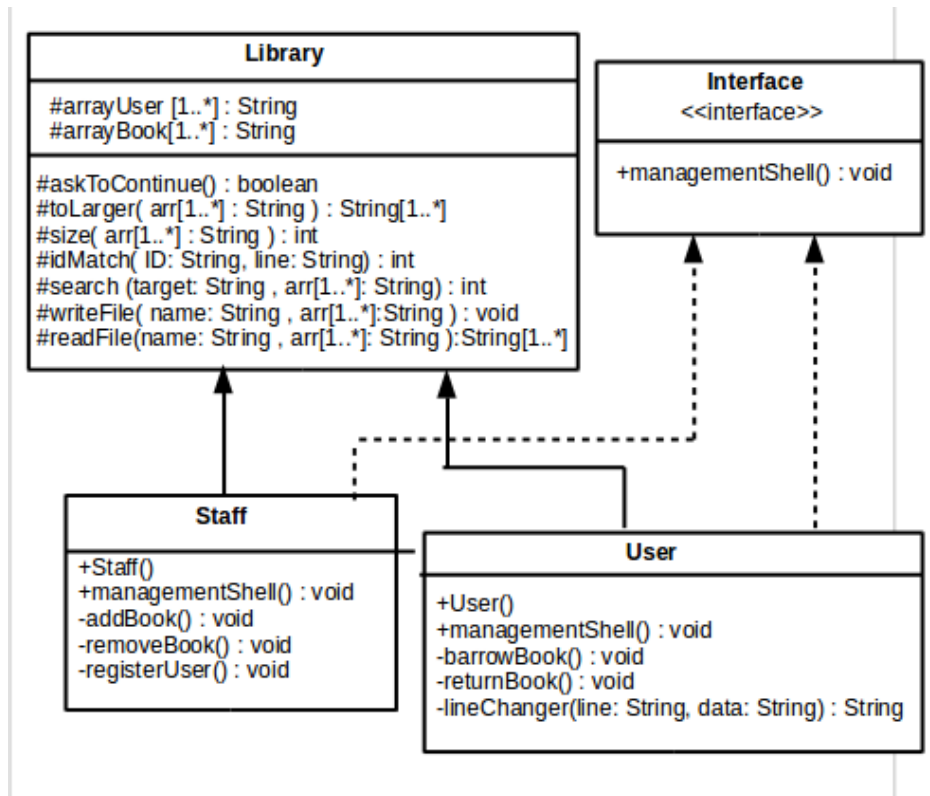 Library
#arrayUser [1..*] : String
#arrayBook[1..*] : String
#askToContinue() : boolean
#toLarger( arr[1..*] : String ) : String[1..*]
#size( arr[1..*] : String ) : int
#idMatch( ID: String, line: String) : int
#search (target: String , arr[1..*]: String) : int
#writeFile( name: String , arr[1..*]:String ) : void
#readFile(name: String , arr[1..*]: String ):String[1..*]
Interface
<<interface>>
+managementShell() : void
Staff
+Staff()
+managementShell() : void
-addBook() : void
-removeBook() : void
-registerUser() : void
User
+User()
+managementShell() : void
-barrowBook() : void
-returnBook() : void
-lineChanger(line: String, data: String) : String